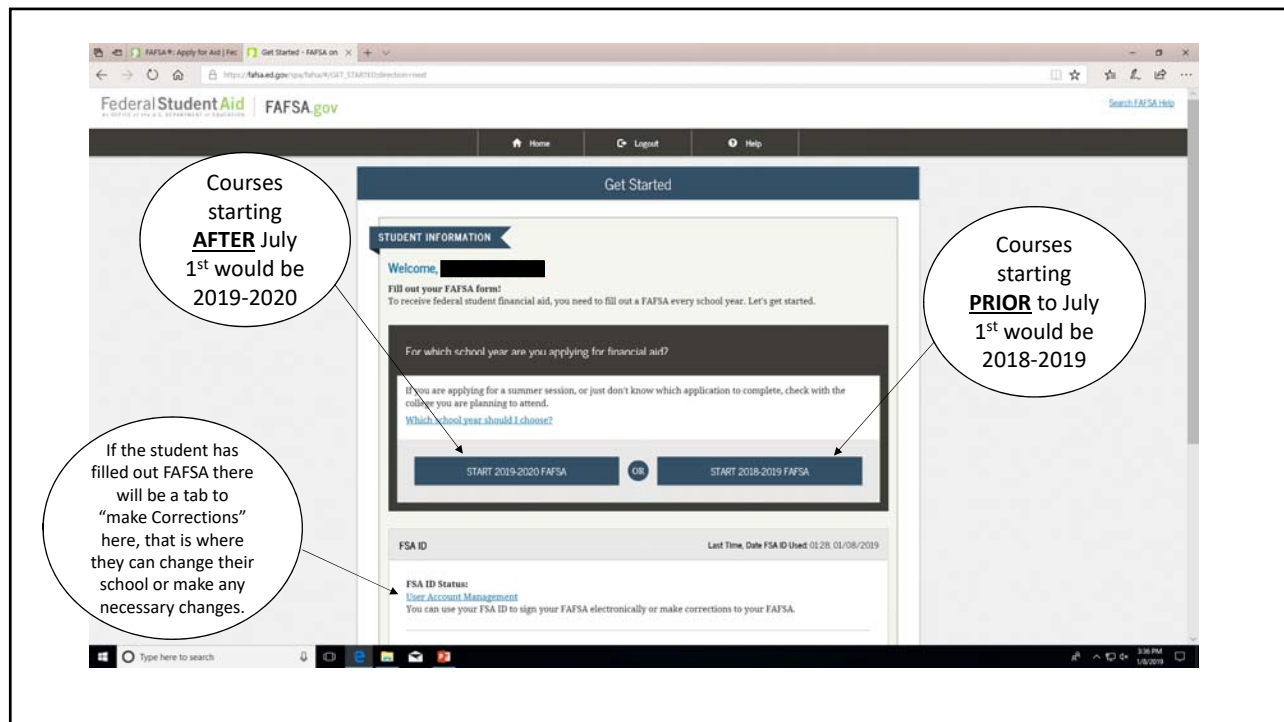 FAFSA®: Apply for Aid | Fec
Get Started - FAFSA on
https://fafsa.ed.gov/spa/fafsa/#/GET_STARTED?direction=next
Federal Student Aid
An OFFICE of the U.S. DEPARTMENT of EDUCATION
FAFSA.gov
Search FAFSA Help
Home
Logout
Help
Get Started
Courses
starting
AFTER July
1st would be
2019-2020
STUDENT INFORMATION
Welcome,
Fill out your FAFSA form!
To receive federal student financial aid, you need to fill out a FAFSA every school year. Let's get started.
Courses
starting
PRIOR to July
1st would be
2018-2019
For which school year are you applying for financial aid?
If you are applying for a summer session, or just don't know which application to complete, check with the
college you are planning to attend.
Which school year should I choose?
START 2019-2020 FAFSA
OR
START 2018-2019 FAFSA
If the student has
filled out FAFSA there
will be a tab to
“make Corrections”
here, that is where
they can change their
school or make any
necessary changes.
FSA ID
Last Time, Date FSA ID Used: 01:28, 01/08/2019
FSA ID Status:
User Account Management
You can use your FSA ID to sign your FAFSA electronically or make corrections to your FAFSA.
Type here to search
3:36 PM
1/8/2019